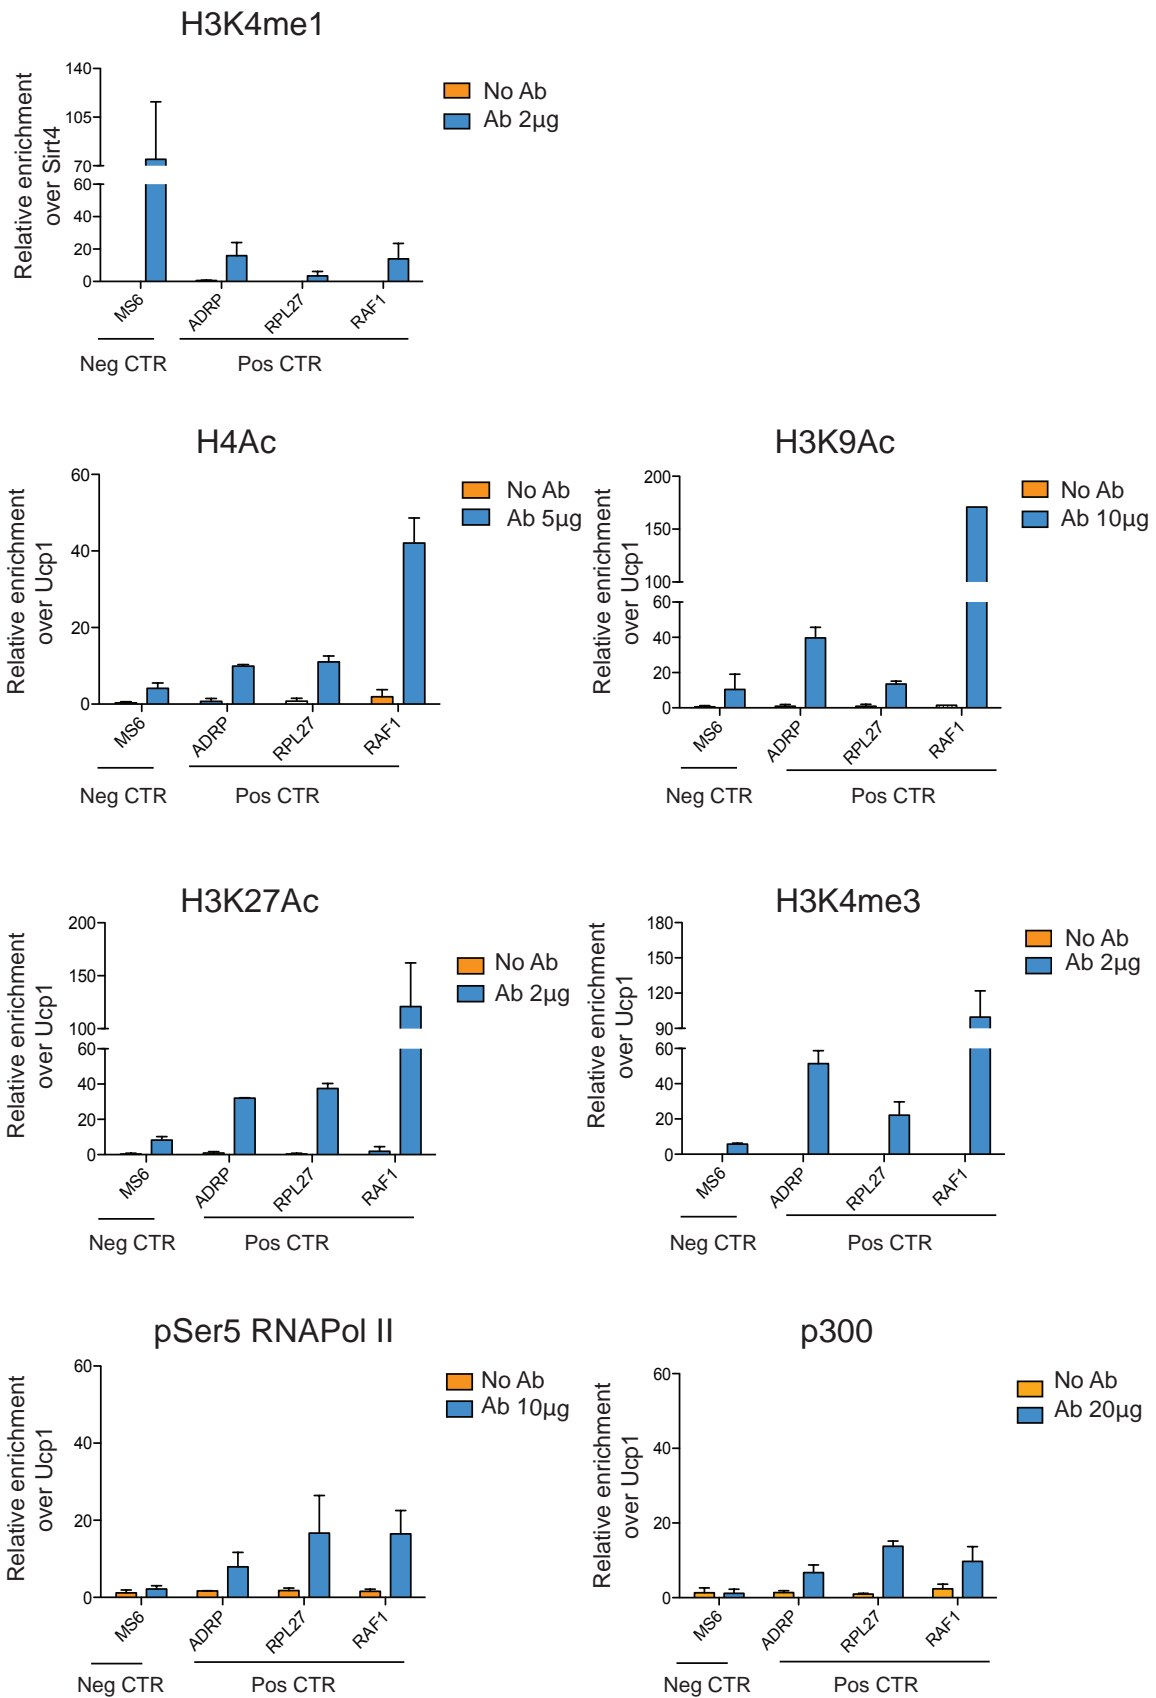 H3K4me1
Relative enrichment
over Sirt4
140
105
70
60
40
20
0
No Ab
Ab 2µg
MS6
ADRP
RPL27
RAF1
Neg CTR
Pos CTR
H4Ac
Relative enrichment
over Ucp1
60
40
20
0
No Ab
Ab 5µg
MS6
ADRP
RPL27
RAF1
Neg CTR
Pos CTR
H3K9Ac
Relative enrichment
over Ucp1
200
150
100
60
40
20
0
No Ab
Ab 10µg
MS6
ADRP
RPL27
RAF1
Neg CTR
Pos CTR
H3K27Ac
Relative enrichment
over Ucp1
200
150
100
60
40
20
0
No Ab
Ab 2µg
MS6
ADRP
RPL27
RAF1
Neg CTR
Pos CTR
H3K4me3
Relative enrichment
over Ucp1
180
150
120
90
60
40
20
0
No Ab
Ab 2µg
MS6
ADRP
RPL27
RAF1
Neg CTR
Pos CTR
pSer5 RNAPol II
Relative enrichment
over Ucp1
60
40
20
0
No Ab
Ab 10µg
MS6
ADRP
RPL27
RAF1
Neg CTR
Pos CTR
p300
Relative enrichment
over Ucp1
60
40
20
0
No Ab
Ab 20µg
MS6
ADRP
RPL27
RAF1
Neg CTR
Pos CTR